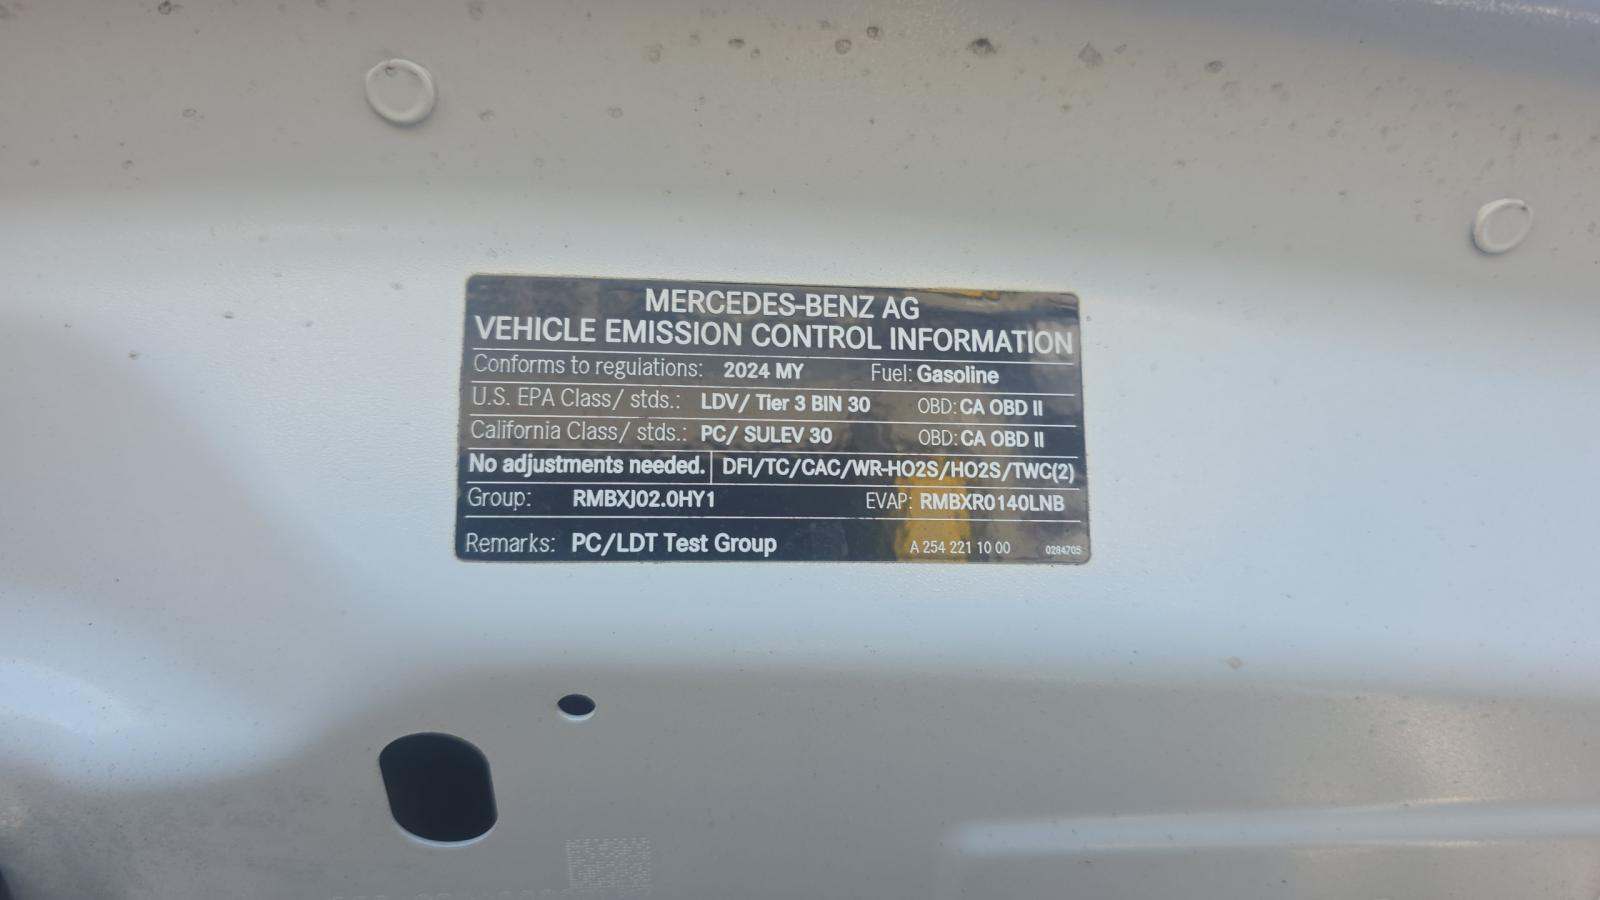 MERCEDES-BENZ AG
VEHICLE EMISSION CONTROL INFORMATION
Conforms to regulations: 2024 MY Fuel: Gasoline
U.S. EPA Class/ stds.: LDV/ Tier 3 BIN 30 OBD: CA OBD II
California Class/ stds.: PC/ SULEV 30 OBD: CA OBD II
No adjustments needed. DFI/TC/CAC/WR-HO2S/HO2S/TWC(2)
Group: RMBXJ02.0HY1 EVAP: RMBXR0140LNB
Remarks: PC/LDT Test Group A 254 221 10 00 0284705